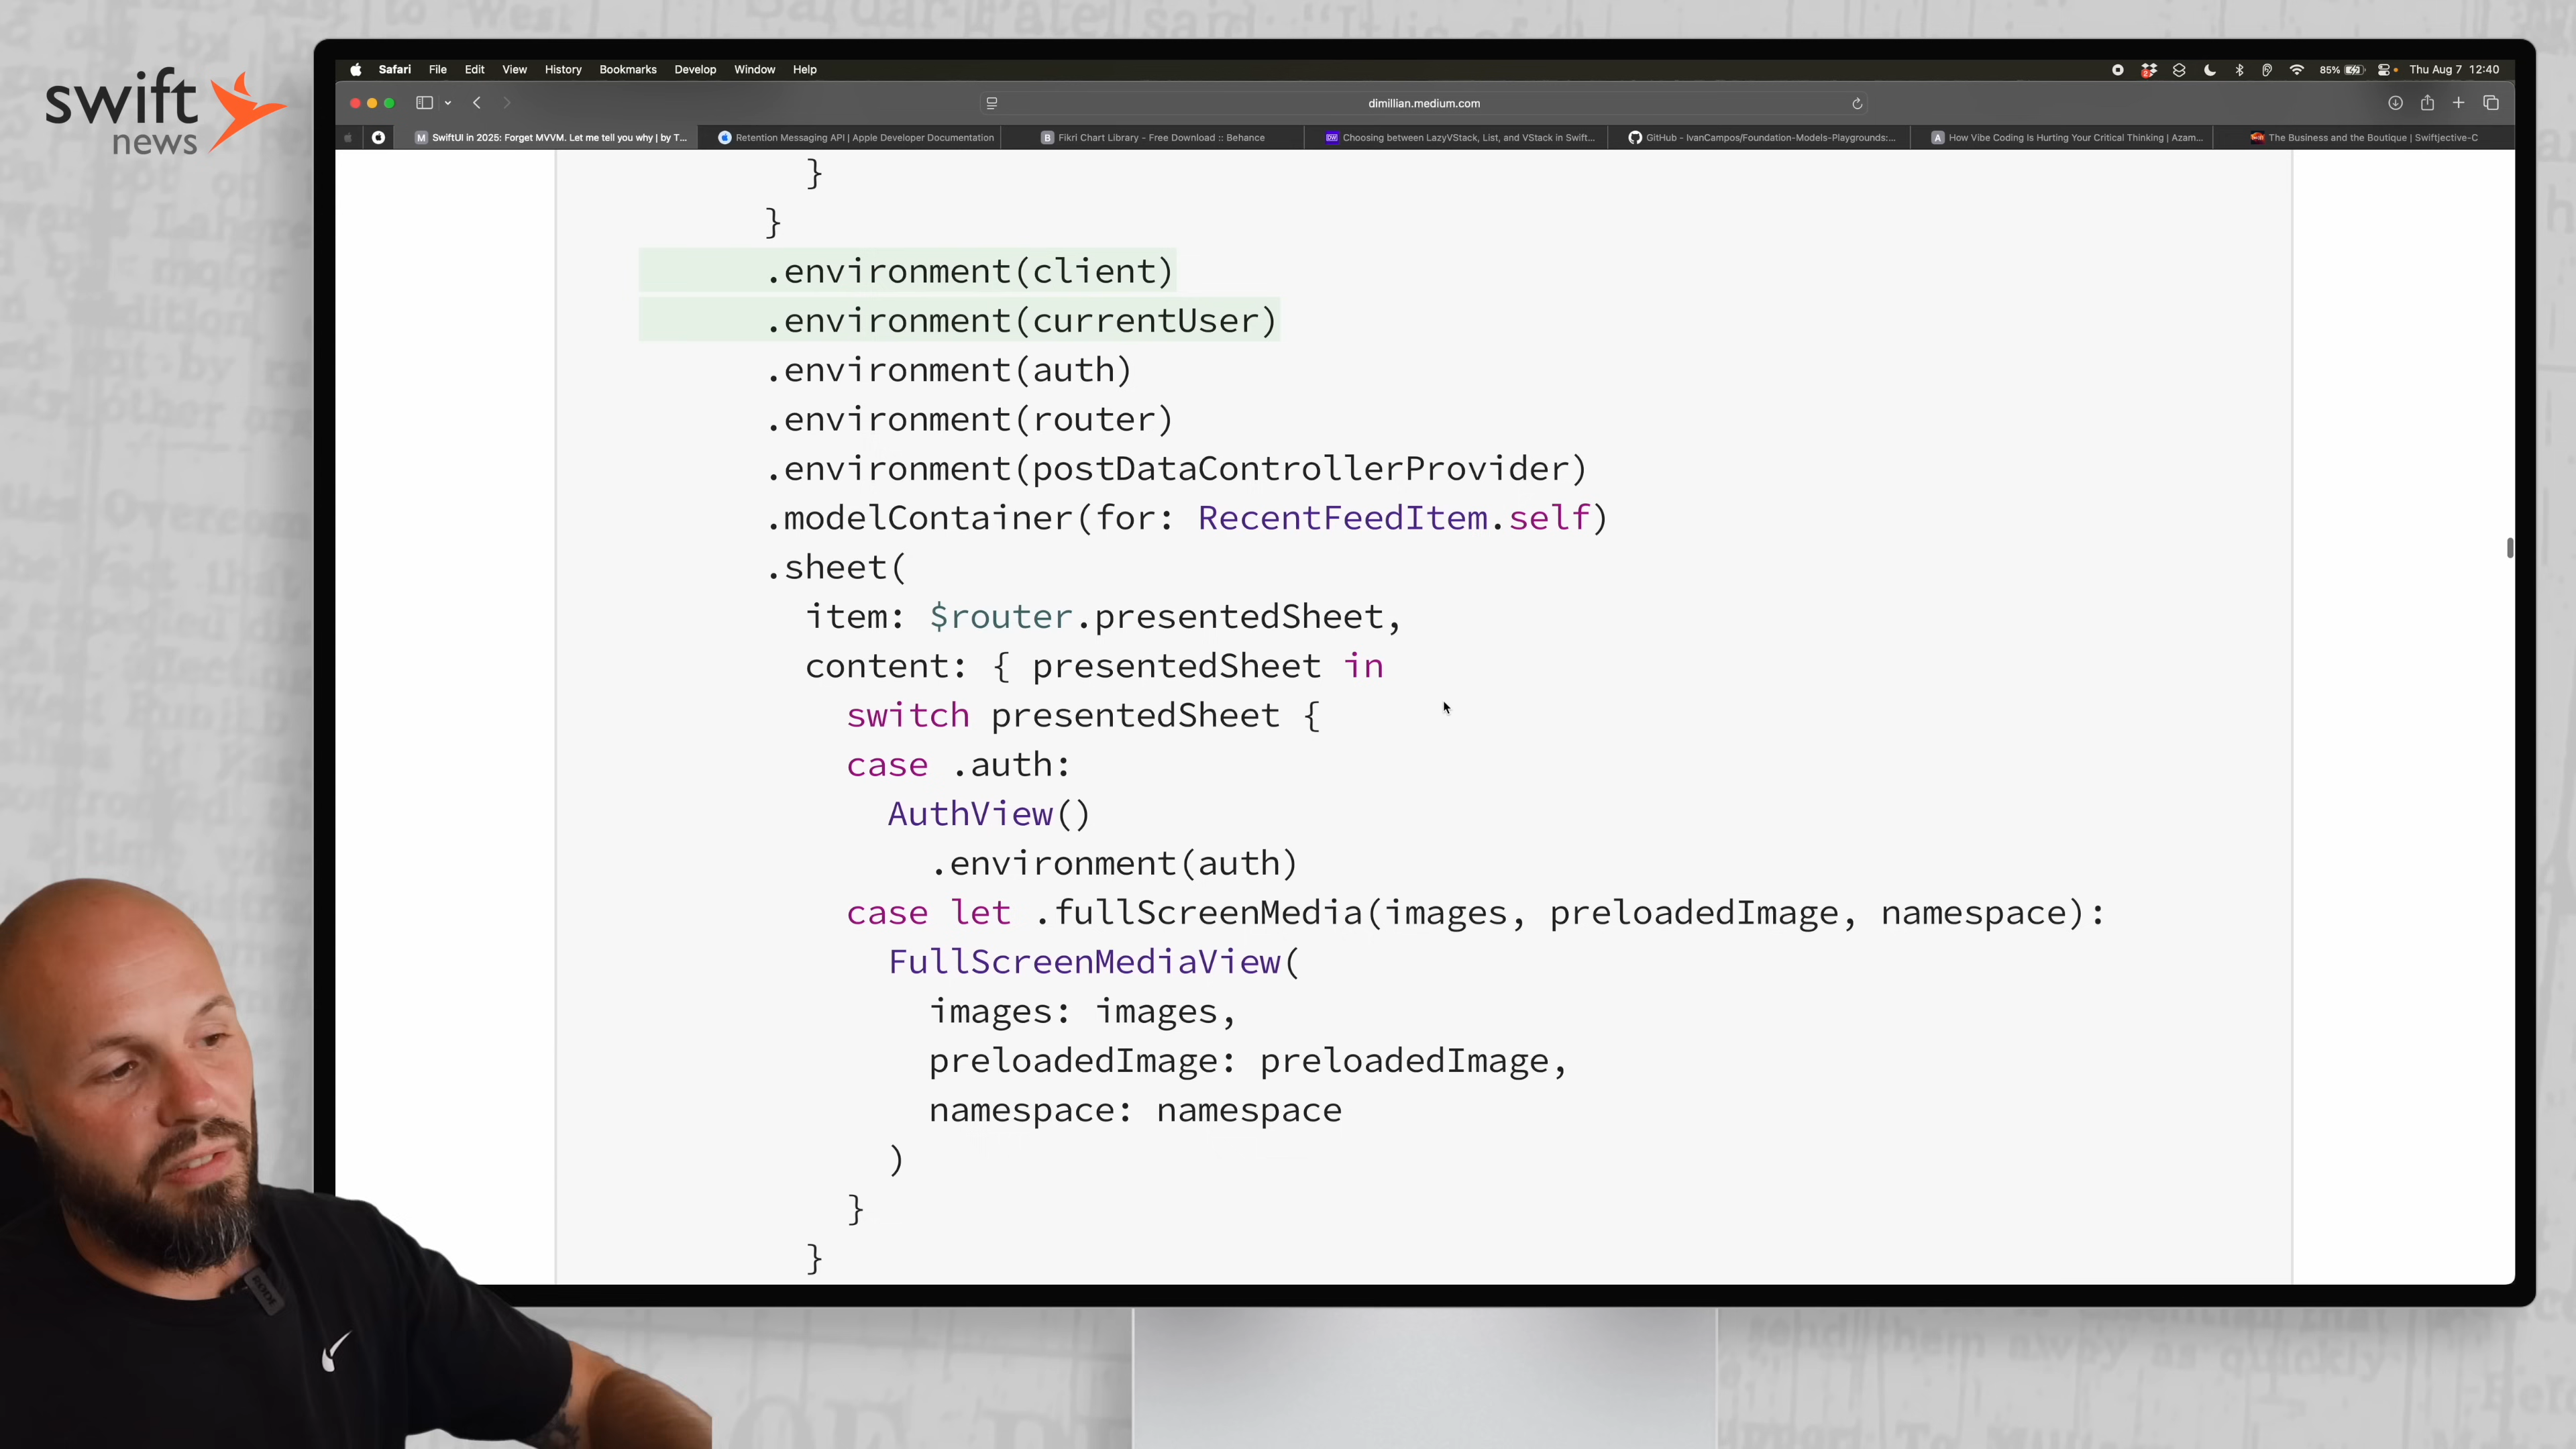 swift
news
Safari File Edit View History Bookmarks Develop Window Help
85% Thu Aug 7 12:40
dimillian.medium.com
SwiftUI in 2025: Forget MVVM. Let me tell you why | by T...
Retention Messaging API | Apple Developer Documentation
Fikri Chart Library - Free Download :: Behance
Choosing between LazyVStack, List, and VStack in Swift...
GitHub - IvanCampos/Foundation-Models-Playgrounds:...
How Vibe Coding Is Hurting Your Critical Thinking | Azam...
The Business and the Boutique | Swiftjective-C
}
}
.environment(client)
.environment(currentUser)
.environment(auth)
.environment(router)
.environment(postDataControllerProvider)
.modelContainer(for: RecentFeedItem.self)
.sheet(
item: $router.presentedSheet,
content: { presentedSheet in
switch presentedSheet {
case .auth:
AuthView()
.environment(auth)
case let .fullScreenMedia(images, preloadedImage, namespace):
FullScreenMediaView(
images: images,
preloadedImage: preloadedImage,
namespace: namespace
)
}
}
RODE